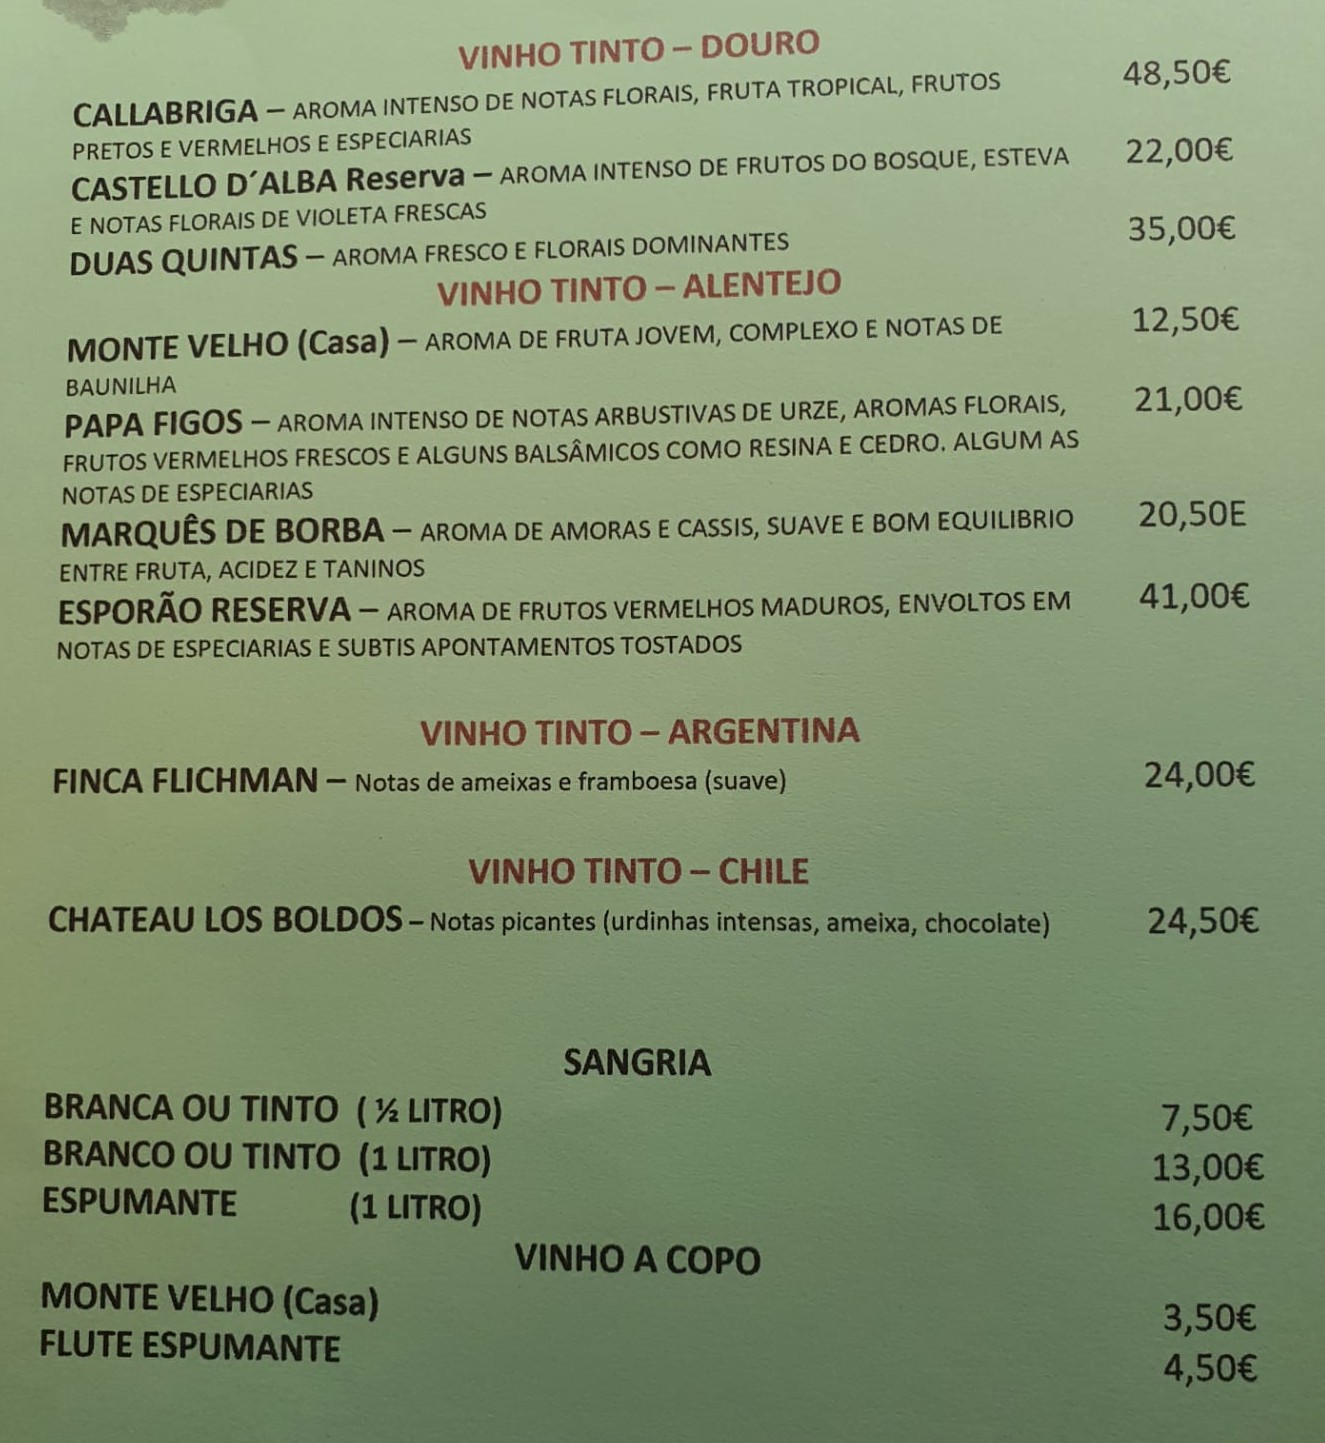 VINHO TINTO – DOURO
CALLABRIGA – AROMA INTENSO DE NOTAS FLORAIS, FRUTA TROPICAL, FRUTOS 48,50€
PRETOS E VERMELHOS E ESPECIARIAS
CASTELLO D´ALBA Reserva – AROMA INTENSO DE FRUTOS DO BOSQUE, ESTEVA 22,00€
E NOTAS FLORAIS DE VIOLETA FRESCAS
DUAS QUINTAS – AROMA FRESCO E FLORAIS DOMINANTES 35,00€
VINHO TINTO – ALENTEJO
MONTE VELHO (Casa) – AROMA DE FRUTA JOVEM, COMPLEXO E NOTAS DE 12,50€
BAUNILHA
PAPA FIGOS – AROMA INTENSO DE NOTAS ARBUSTIVAS DE URZE, AROMAS FLORAIS, 21,00€
FRUTOS VERMELHOS FRESCOS E ALGUNS BALSÂMICOS COMO RESINA E CEDRO. ALGUM AS
NOTAS DE ESPECIARIAS
MARQUÊS DE BORBA – AROMA DE AMORAS E CASSIS, SUAVE E BOM EQUILIBRIO 20,50E
ENTRE FRUTA, ACIDEZ E TANINOS
ESPORÃO RESERVA – AROMA DE FRUTOS VERMELHOS MADUROS, ENVOLTOS EM 41,00€
NOTAS DE ESPECIARIAS E SUBTIS APONTAMENTOS TOSTADOS
VINHO TINTO – ARGENTINA
FINCA FLICHMAN – Notas de ameixas e framboesa (suave) 24,00€
VINHO TINTO – CHILE
CHATEAU LOS BOLDOS – Notas picantes (urdinhas intensas, ameixa, chocolate) 24,50€
SANGRIA
BRANCA OU TINTO ( ½ LITRO) 7,50€
BRANCO OU TINTO (1 LITRO) 13,00€
ESPUMANTE (1 LITRO) 16,00€
VINHO A COPO
MONTE VELHO (Casa) 3,50€
FLUTE ESPUMANTE 4,50€